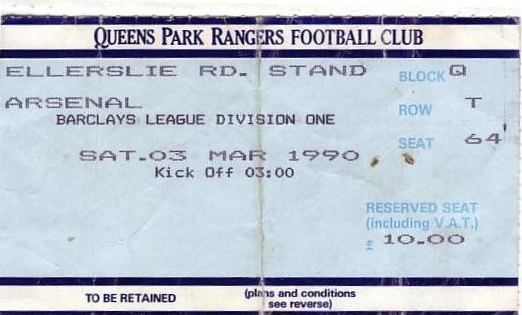 QUEENS PARK RANGERS FOOTBALL CLUB
ELLERSLIE RD. STAND
BLOCK Q
ARSENAL
ROW T
BARCLAYS LEAGUE DIVISION ONE
SEAT 64
SAT.03 MAR 1990
Kick Off 03:00
RESERVED SEAT
(including V.A.T.)
£ 10.00
TO BE RETAINED
(plans and conditions
see reverse)